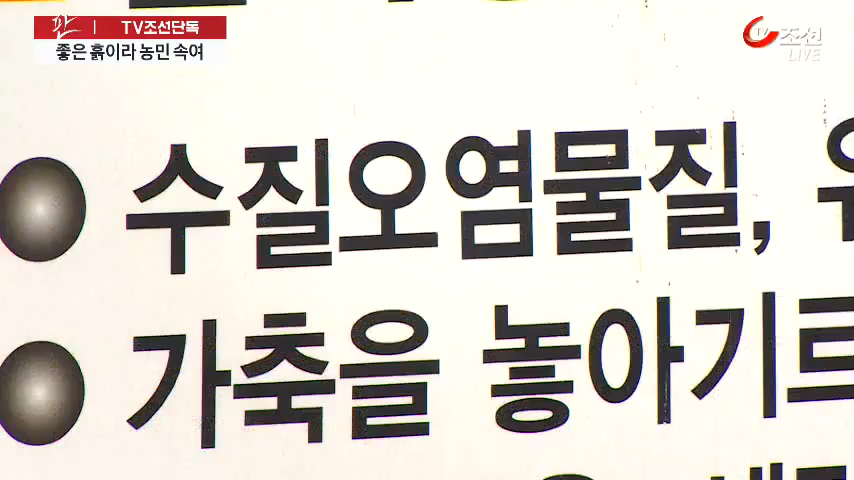 판 | TV조선단독
좋은 흙이라 농민 속여
TV조선
LIVE
수질오염물질,
가축을 놓아기르